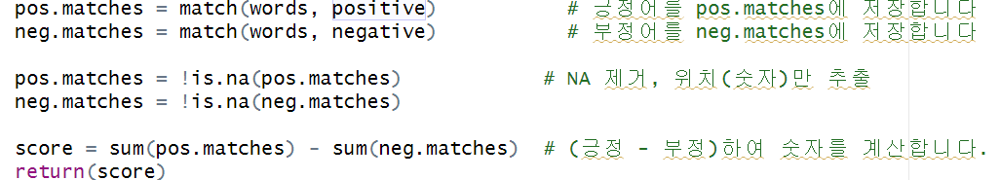 pos.matches = match(words, positive) # 긍정어를 pos.matches에 저장합니다
neg.matches = match(words, negative) # 부정어를 neg.matches에 저장합니다
pos.matches = !is.na(pos.matches) # NA 제거, 위치(숫자)만 추출
neg.matches = !is.na(neg.matches)
score = sum(pos.matches) - sum(neg.matches) # (긍정 - 부정)하여 숫자를 계산합니다.
return(score)